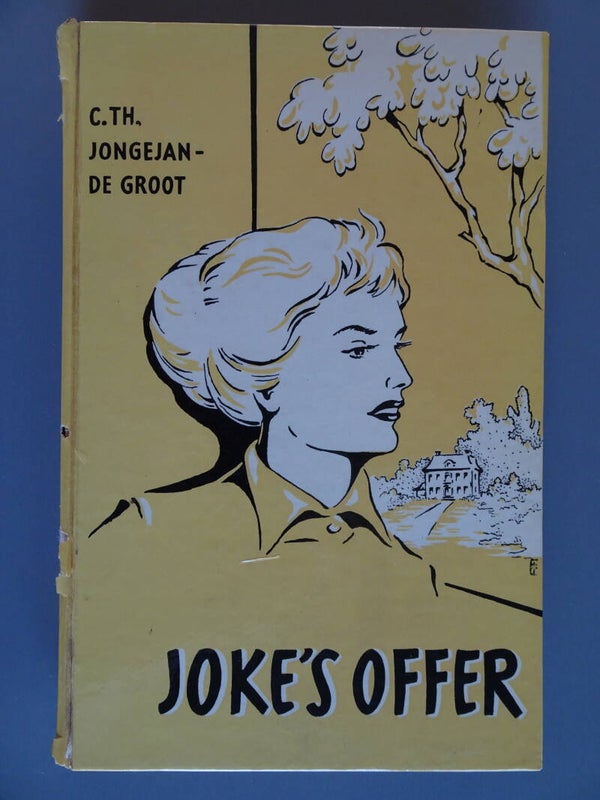 C.TH.
JONGEJAN-
DE GROOT
JOKE'S OFFER